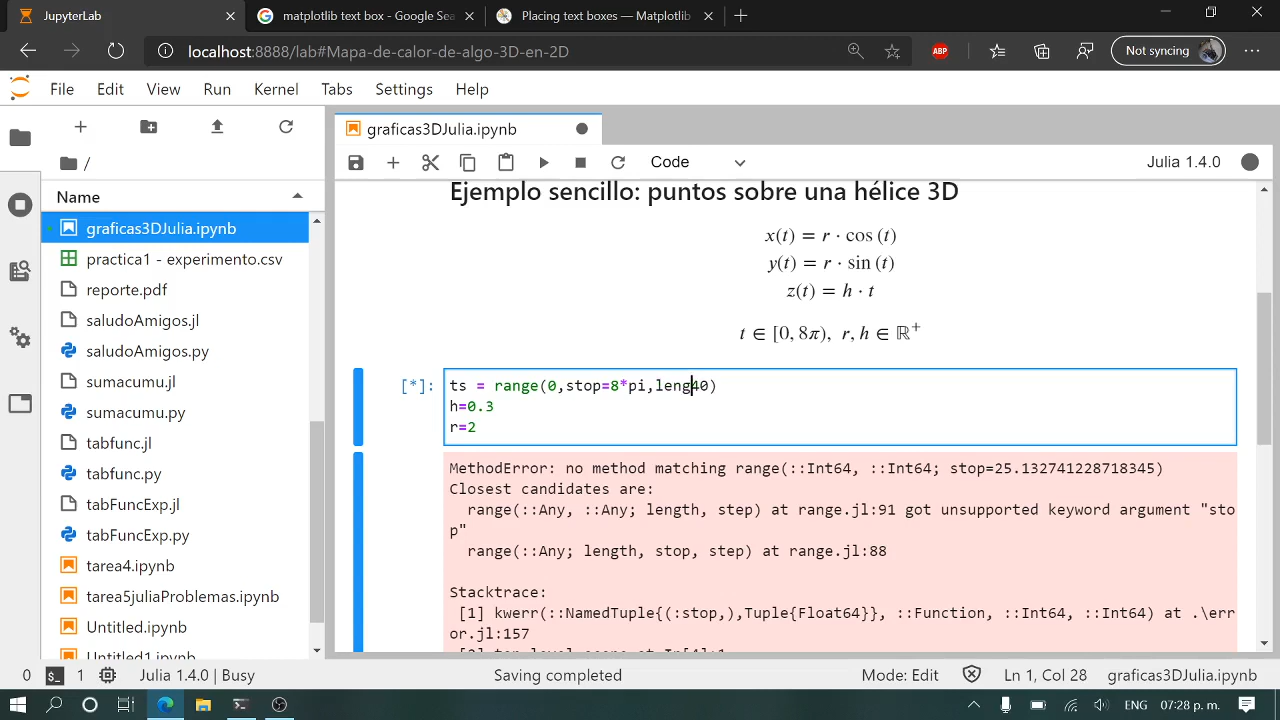 JupyterLab
matplotlib text box - Google Sea
Placing text boxes — Matplotlib
localhost:8888/lab#Mapa-de-calor-de-algo-3D-en-2D
ABP
Not syncing
File Edit View Run Kernel Tabs Settings Help
graficas3DJulia.ipynb
Code
Julia 1.4.0
/
Name
graficas3DJulia.ipynb
practica1 - experimento.csv
reporte.pdf
saludoAmigos.jl
saludoAmigos.py
sumacumu.jl
sumacumu.py
tabfunc.jl
tabfunc.py
tabFuncExp.jl
tabFuncExp.py
tarea4.ipynb
tarea5juliaProblemas.ipynb
Untitled.ipynb
Untitled1.ipynb
Ejemplo sencillo: puntos sobre una hélice 3D
x(t) = r · cos (t)
y(t) = r · sin (t)
z(t) = h · t
t ∈ [0, 8π), r, h ∈ ℝ⁺
[*]:
ts = range(0,stop=8*pi,leng40)
h=0.3
r=2
MethodError: no method matching range(::Int64, ::Int64; stop=25.132741228718345)
Closest candidates are:
range(::Any, ::Any; length, step) at range.jl:91 got unsupported keyword argument "sto
p"
range(::Any; length, stop, step) at range.jl:88
Stacktrace:
[1] kwerr(::NamedTuple{(:stop,),Tuple{Float64}}, ::Function, ::Int64, ::Int64) at .\err
or.jl:157
0 1 Julia 1.4.0 | Busy
Saving completed
Mode: Edit
Ln 1, Col 28
graficas3DJulia.ipynb
ENG
07:28 p. m.